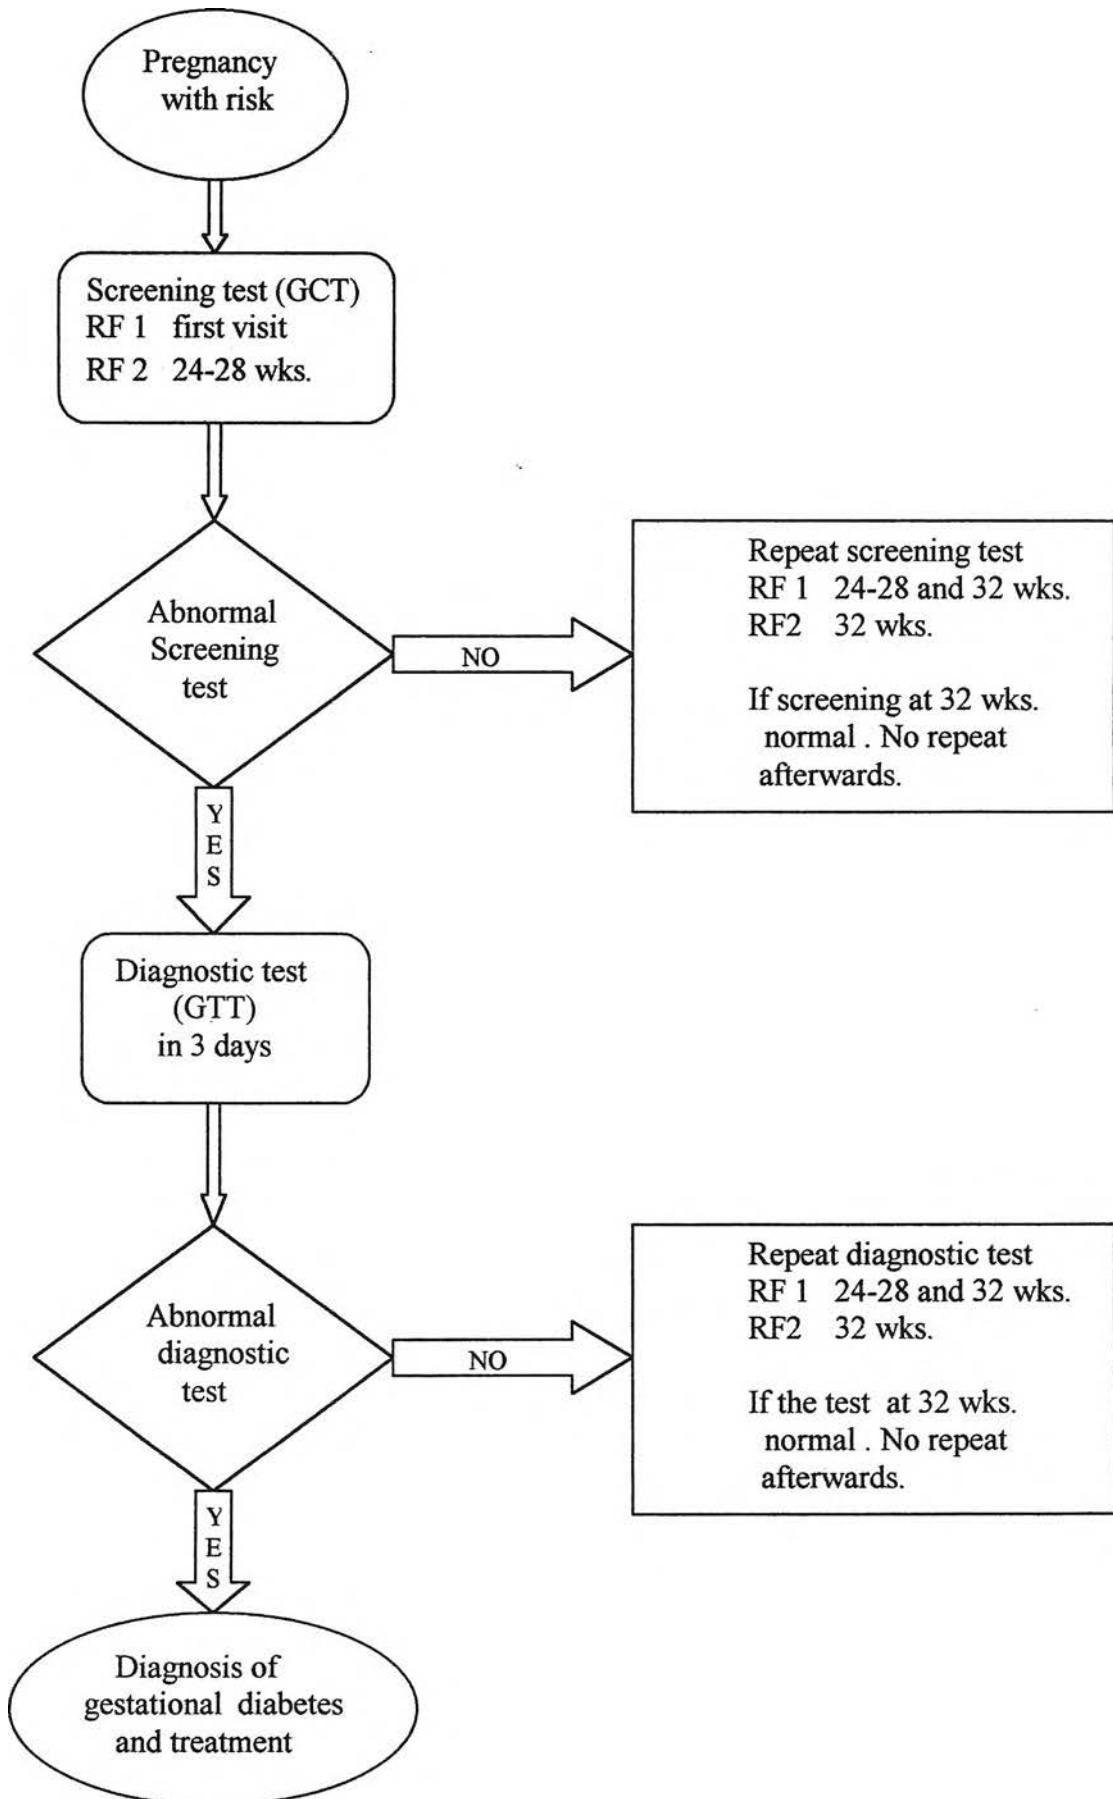 Pregnancy
with risk
Screening test (GCT)
RF 1 first visit
RF 2 24-28 wks.
Abnormal
Screening
test
NO
Repeat screening test
RF 1 24-28 and 32 wks.
RF2 32 wks.
If screening at 32 wks.
normal . No repeat
afterwards.
YES
Diagnostic test
(GTT)
in 3 days
Abnormal
diagnostic
test
NO
Repeat diagnostic test
RF 1 24-28 and 32 wks.
RF2 32 wks.
If the test at 32 wks.
normal . No repeat
afterwards.
YES
Diagnosis of
gestational diabetes
and treatment